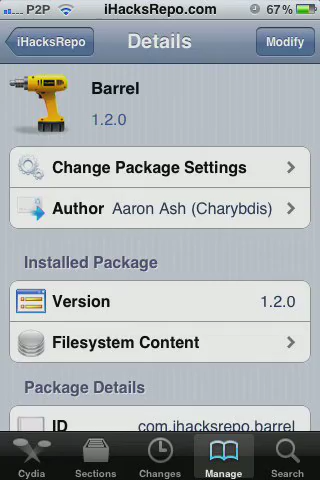 P2P iHacksRepo.com 67%
iHacksRepo Details Modify
Barrel
1.2.0
Change Package Settings
Author Aaron Ash (Charybdis)
Installed Package
Version 1.2.0
Filesystem Content
Package Details
ID com.ihacksrepo.barrel
Cydia Sections Changes Manage Search